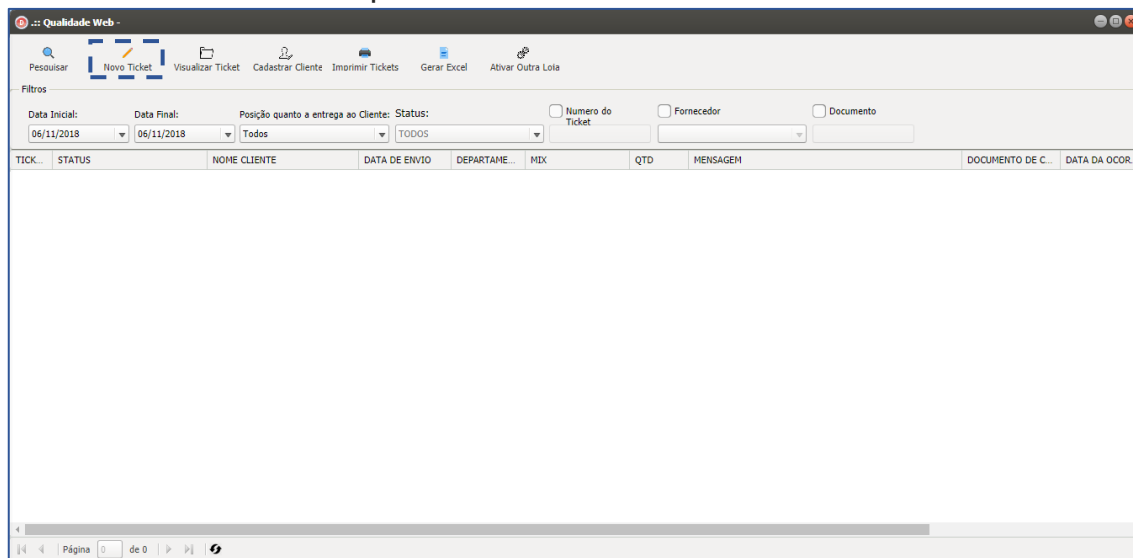 .:: Qualidade Web -
Pesquisar Novo Ticket Visualizar Ticket Cadastrar Cliente Imprimir Tickets Gerar Excel Ativar Outra Loja
Filtros
Data Inicial: Data Final: Posição quanto a entrega ao Cliente: Status: Numero do Ticket Fornecedor Documento
06/11/2018 06/11/2018 Todos TODOS
TICK... STATUS NOME CLIENTE DATA DE ENVIO DEPARTAME... MIX QTD MENSAGEM DOCUMENTO DE C... DATA DA OCOR.
Página 0 de 0